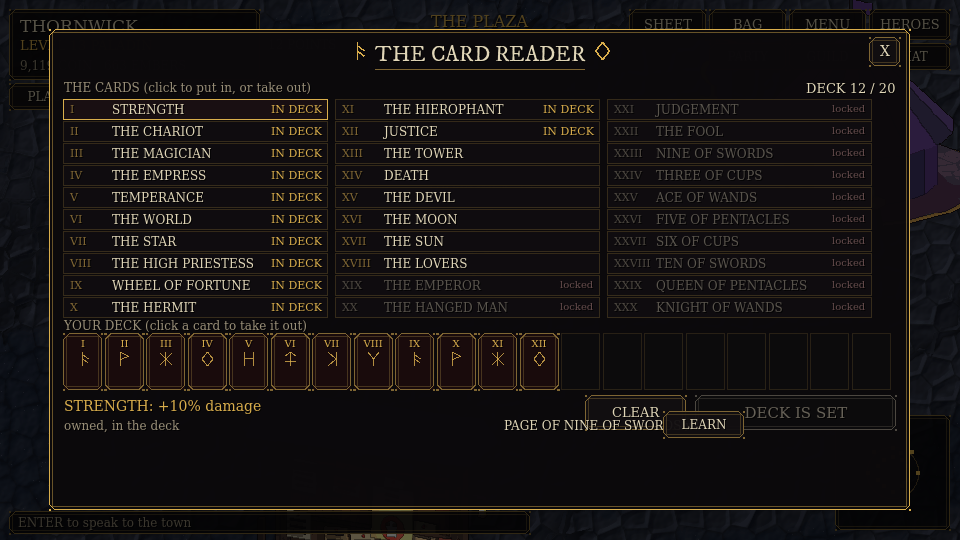 THORNWICK
THE PLAZA
SHEET
BAG
MENU
HEROES
LEV
9,119
THE CARD READER
X
THE CARDS (click to put in, or take out)
DECK 12 / 20
I STRENGTH IN DECK
II THE CHARIOT IN DECK
III THE MAGICIAN IN DECK
IV THE EMPRESS IN DECK
V TEMPERANCE IN DECK
VI THE WORLD IN DECK
VII THE STAR IN DECK
VIII THE HIGH PRIESTESS IN DECK
IX WHEEL OF FORTUNE IN DECK
X THE HERMIT IN DECK
XI THE HIEROPHANT IN DECK
XII JUSTICE IN DECK
XIII THE TOWER
XIV DEATH
XV THE DEVIL
XVI THE MOON
XVII THE SUN
XVIII THE LOVERS
XIX THE EMPEROR locked
XX THE HANGED MAN locked
XXI JUDGEMENT locked
XXII THE FOOL locked
XXIII NINE OF SWORDS locked
XXIV THREE OF CUPS locked
XXV ACE OF WANDS locked
XXVI FIVE OF PENTACLES locked
XXVII SIX OF CUPS locked
XXVIII TEN OF SWORDS locked
XXIX QUEEN OF PENTACLES locked
XXX KNIGHT OF WANDS locked
YOUR DECK (click a card to take it out)
I II III IV V VI VII VIII IX X XI XII
STRENGTH: +10% damage
owned, in the deck
CLEAR
DECK IS SET
PAGE OF NINE OF SWOR
LEARN
ENTER to speak to the town